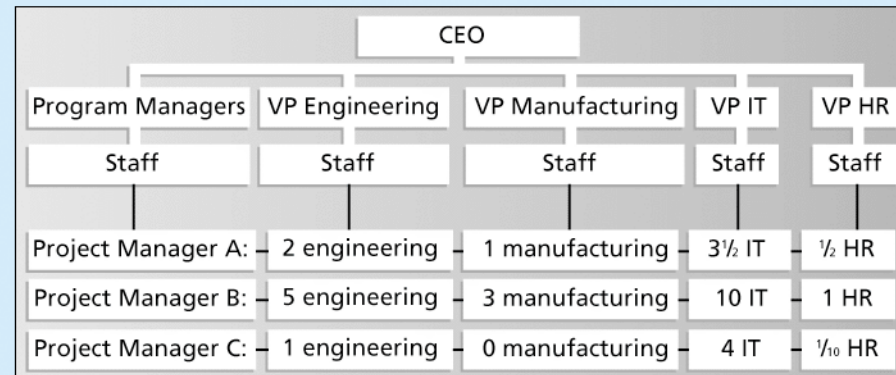 CEO
Program Managers VP Engineering VP Manufacturing VP IT VP HR
Staff Staff Staff Staff Staff
Project Manager A: 2 engineering 1 manufacturing 3½ IT ½ HR
Project Manager B: 5 engineering 3 manufacturing 10 IT 1 HR
Project Manager C: 1 engineering 0 manufacturing 4 IT 1/10 HR